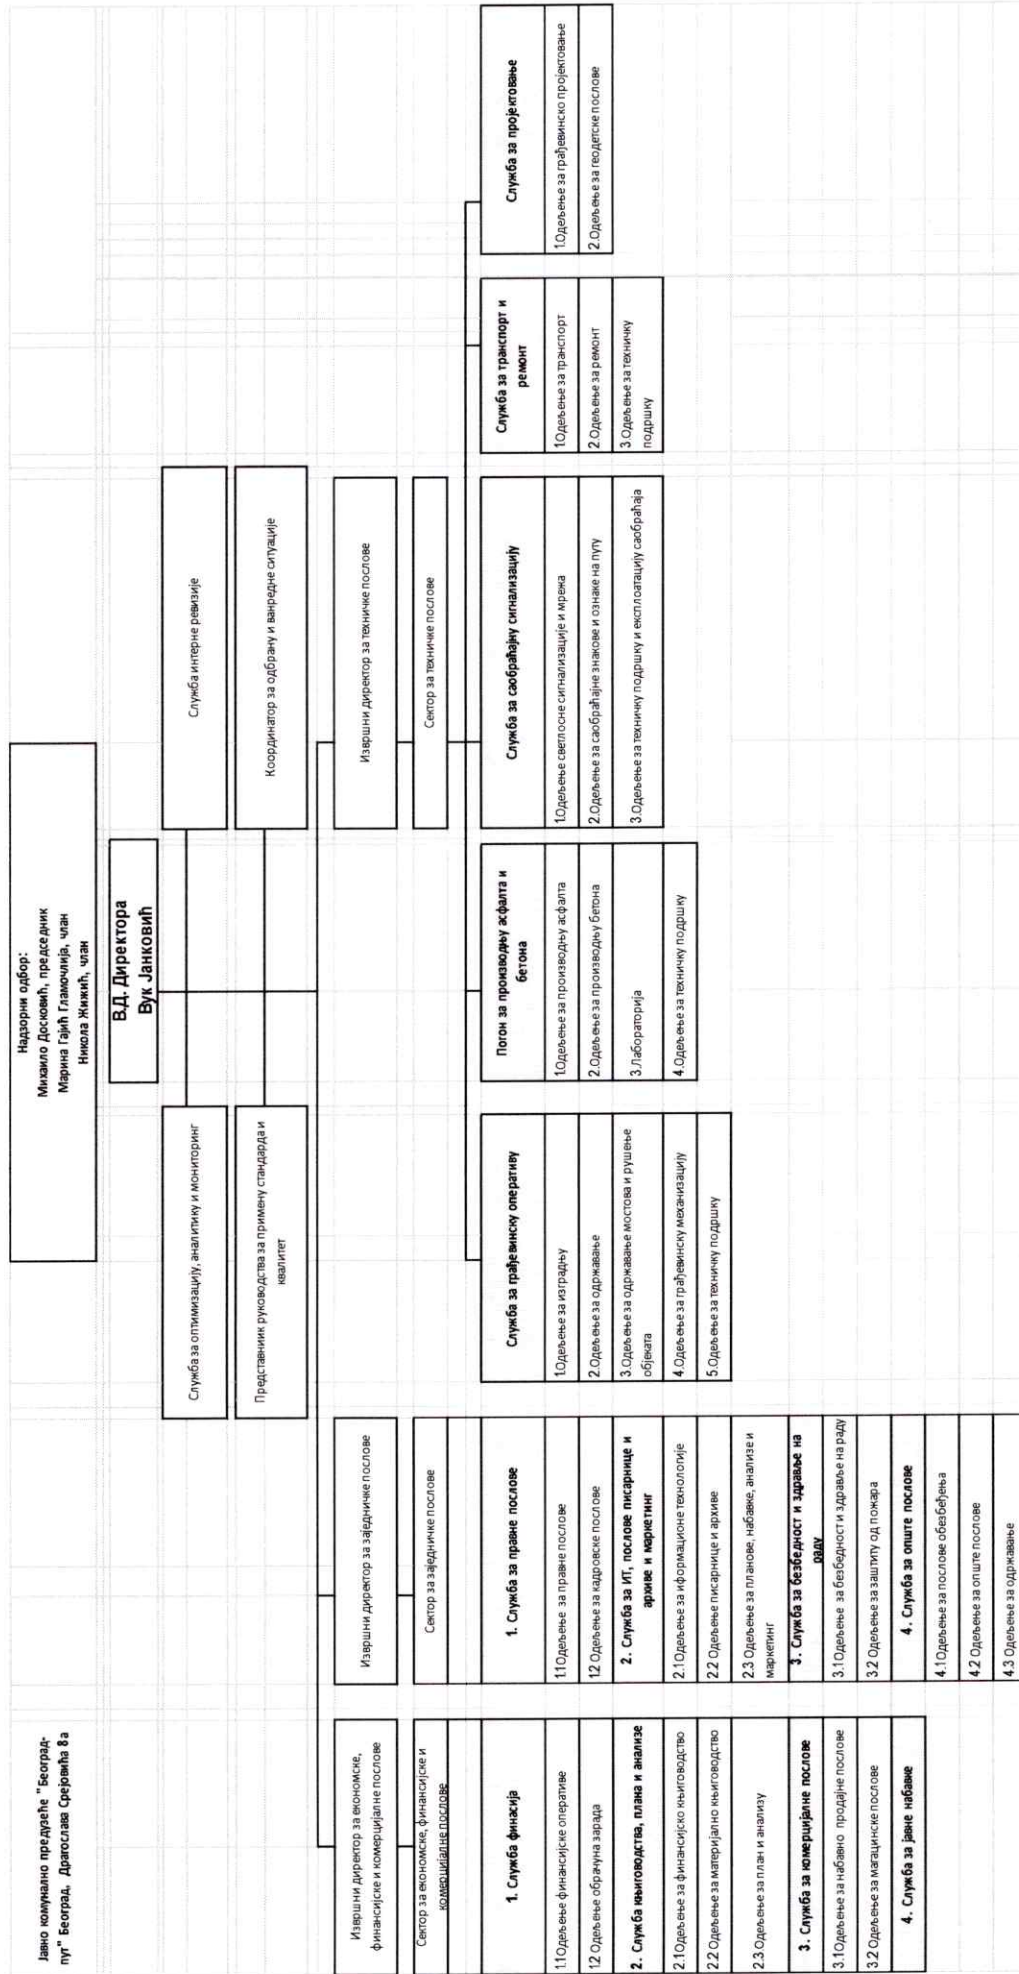 Јавно комунално предузеће "Београд-
пут" Београд, Драгослава Срејовића 8а
Надзорни одбор:
Михаило Досковић, председник
Марина Гајић Гламочлија, члан
Никола Жижић, члан
В.Д. Директора
Вук Јанковић
Служба за оптимизацију, аналитику и мониторинг
Служба интерне ревизије
Представник руководства за примену стандарда и
квалитет
Координатор за одбрану и ванредне ситуације
Извршни директор за економске,
финансијске и комерцијалне послове
Сектор за економске, финансијске и
комерцијалне послове
1. Служба финасија
1.1Одељење финансијске оперативе
1.2 Одељење обрачуна зарада
2. Служба књиговодства, плана и анализе
2.1Одељење за финансијско књиговодство
2.2 Одељење за материјално књиговодство
2.3.Одељење за план и анализу
3. Служба за комерцијалне послове
3.1Одељење за набавно продајне послове
3.2 Одељење за магацинске послове
4. Служба за јавне набавке
Извршни директор за заједничке послове
Сектор за заједничке послове
1. Служба за правне послове
1.1Одељење за правне послове
1.2 Одељење за кадровске послове
2. Служба за ИТ, послове писарнице и
архиве и маркетинг
2.1Одељење за иформационе технологије
2.2 Одељење писарнице и архиве
2.3 Одељење за планове, набавке, анализе и
маркетинг
3. Служба за безбедност и здравље на
раду
3.1Одељење за безбедност и здравље на раду
3.2 Одељење за заштиту од пожара
4. Служба за опште послове
4.1Одељење за послове обезбеђења
4.2 Одељење за опште послове
4.3 Одељење за одржавање
Извршни директор за техничке послове
Сектор за техничке послове
Служба за грађевинску оперативу
1.Одељење за изградњу
2.Одељење за одржавање
3.Одељење за одржавање мостова и рушење
објеката
4.Одељење за грађевинску механизацију
5.Одељење за техничку подршку
Погон за производњу асфалта и
бетона
1.Одељење за производњу асфалта
2.Одељење за производњу бетона
3.Лабораторија
4.Одељење за техничку подршку
Служба за саобраћајну сигнализацију
1.Одељење светлосне сигнализације и мрежа
2.Одељење за саобраћајне знакове и ознаке на путу
3.Одељење за техничку подршку и експлоатацију саобраћаја
Служба за транспорт и
ремонт
1.Одељење за транспорт
2.Одељење за ремонт
3.Одељење за техничку
подршку
Служба за пројектовање
1.Одељење за грађевинско пројектовање
2.Одељење за геодетске послове